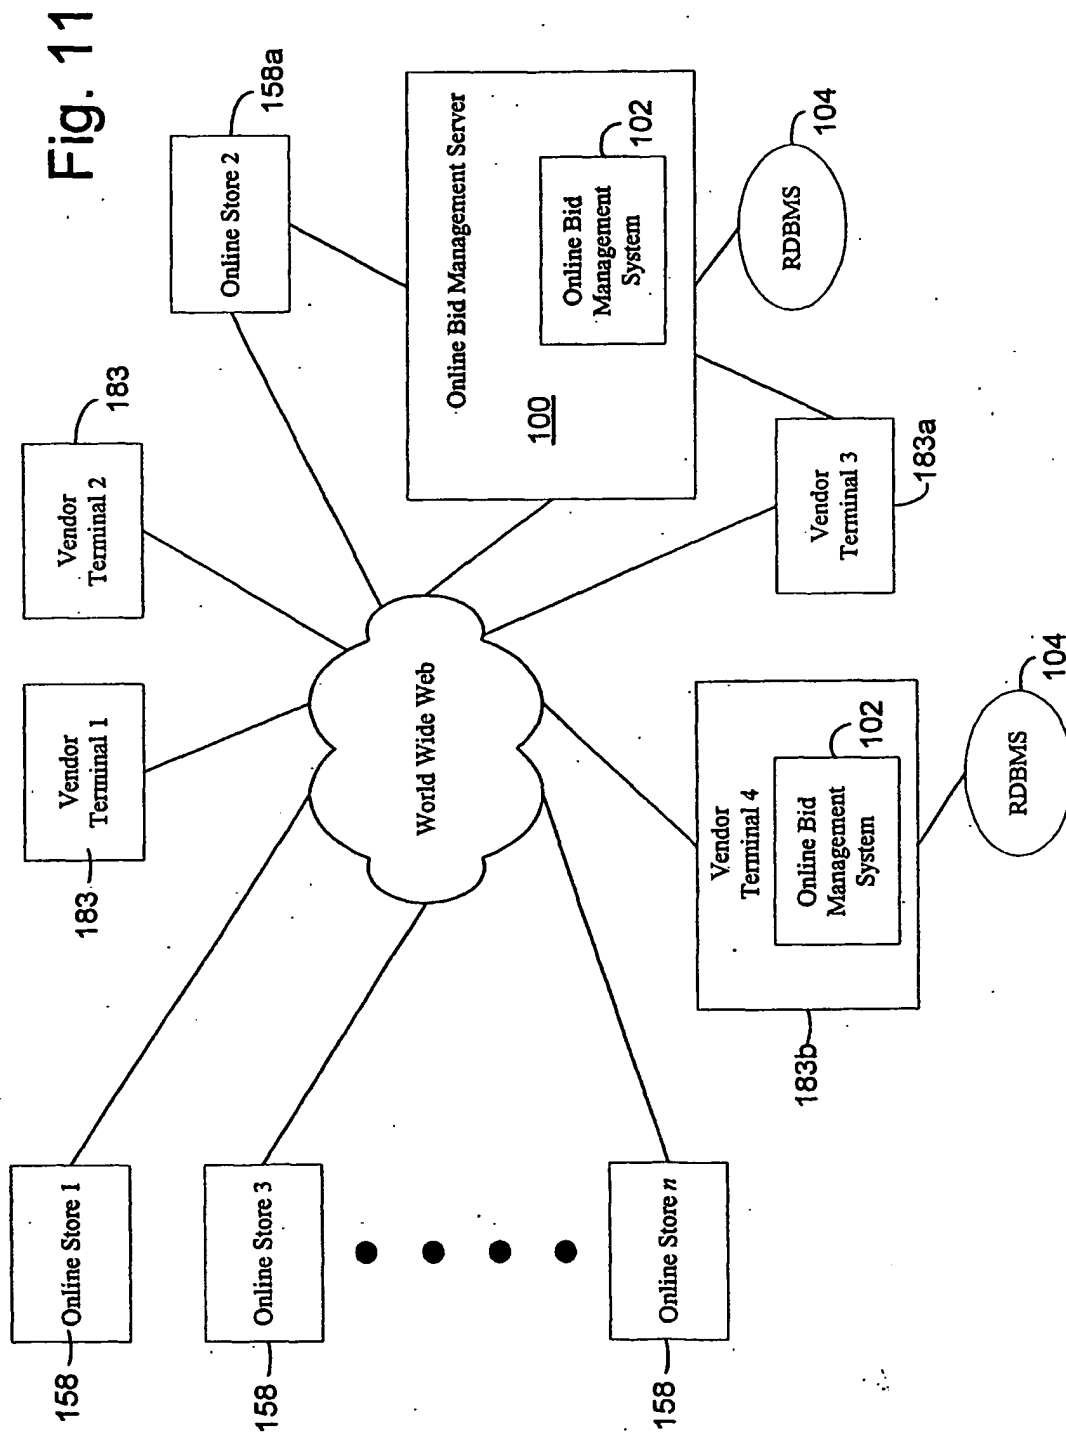 Fig. 11
Online Store 1
158
Online Store 3
158
Online Store n
158
Vendor
Terminal 1
183
Vendor
Terminal 2
183
Online Store 2
158a
World Wide Web
Online Bid Management Server
100
Online Bid
Management
System
102
RDBMS
104
Vendor
Terminal 3
183a
Vendor
Terminal 4
183b
Online Bid
Management
System
102
RDBMS
104